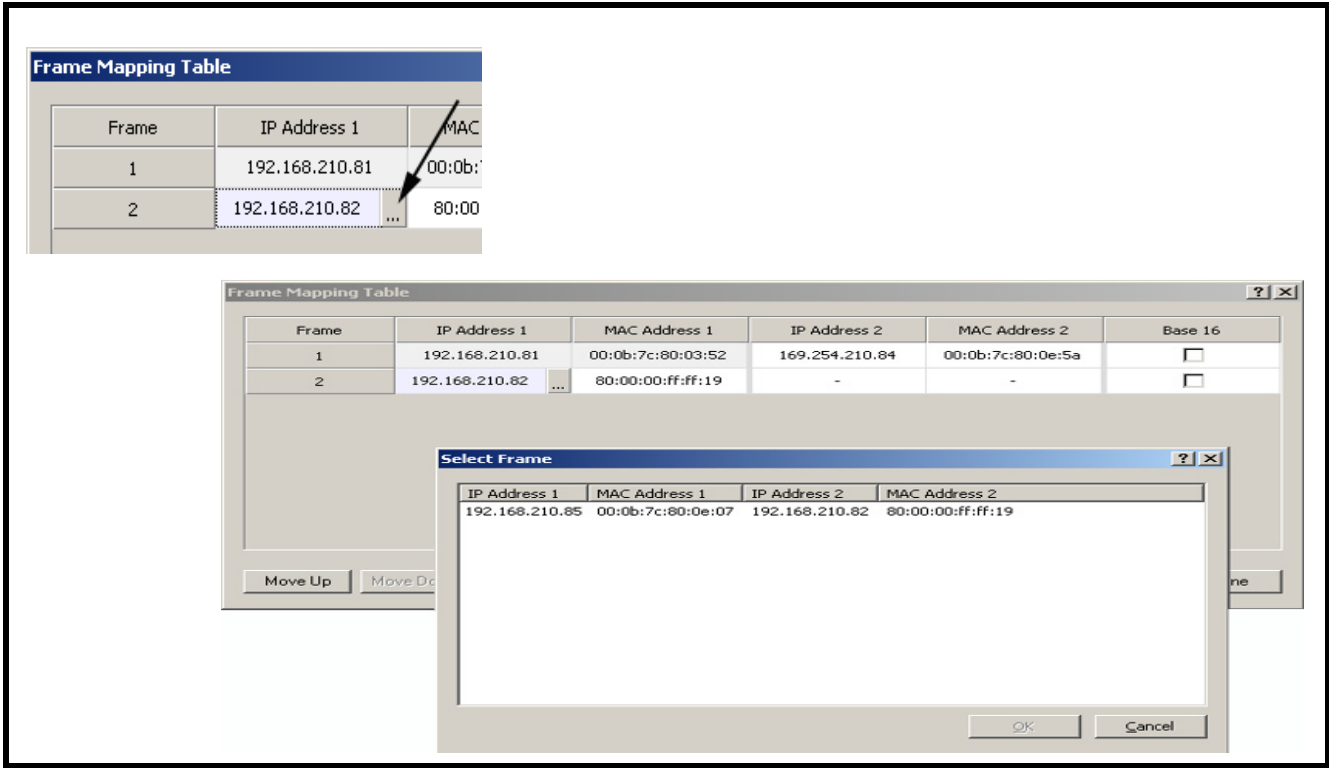 Frame Mapping Table
Frame IP Address 1 MAC
1 192.168.210.81 00:0b:
2 192.168.210.82 ... 80:00
Frame Mapping Table
Frame IP Address 1 MAC Address 1 IP Address 2 MAC Address 2 Base 16
1 192.168.210.81 00:0b:7c:80:03:52 169.254.210.84 00:0b:7c:80:0e:5a
2 192.168.210.82 ... 80:00:00:ff:ff:19 - -
Select Frame
IP Address 1 MAC Address 1 IP Address 2 MAC Address 2
192.168.210.85 00:0b:7c:80:0e:07 192.168.210.82 80:00:00:ff:ff:19
Move Up Move
OK Cancel